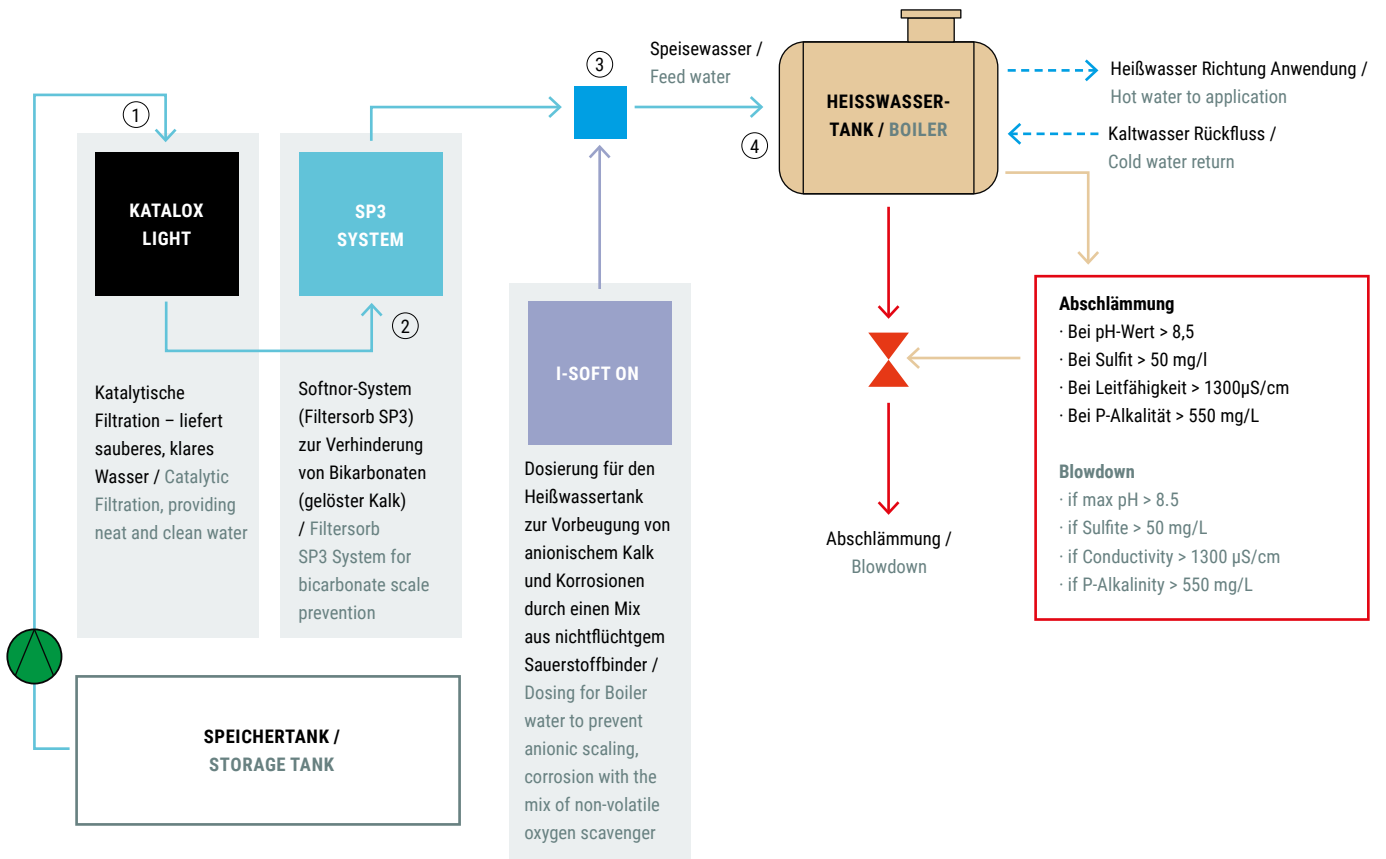 1
KATALOX
LIGHT
Katalytische
Filtration – liefert
sauberes, klares
Wasser / Catalytic
Filtration, providing
neat and clean water
SP3
SYSTEM
2
Softnor-System
(Filtersorb SP3)
zur Verhinderung
von Bikarbonaten
(gelöster Kalk)
/ Filtersorb
SP3 System for
bicarbonate scale
prevention
SPEICHERTANK /
STORAGE TANK
3
I-SOFT ON
Dosierung für den
Heißwassertank
zur Vorbeugung von
anionischem Kalk
und Korrosionen
durch einen Mix
aus nichtflüchtgem
Sauerstoffbinder /
Dosing for Boiler
water to prevent
anionic scaling,
corrosion with the
mix of non-volatile
oxygen scavenger
Speisewasser /
Feed water
4
HEISSWASSER-
TANK / BOILER
Heißwasser Richtung Anwendung /
Hot water to application
Kaltwasser Rückfluss /
Cold water return
Abschlämmung /
Blowdown
Abschlämmung
· Bei pH-Wert > 8,5
· Bei Sulfit > 50 mg/l
· Bei Leitfähigkeit > 1300µS/cm
· Bei P-Alkalität > 550 mg/L
Blowdown
· if max pH > 8.5
· if Sulfite > 50 mg/L
· if Conductivity > 1300 µS/cm
· if P-Alkalinity > 550 mg/L